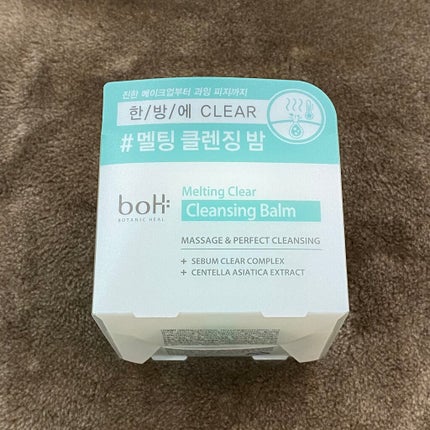 진한 메이크업부터 과잉 피지까지
한/방/에 CLEAR
#멜팅 클렌징 밤
Melting Clear
boH:
Cleansing Balm
BOTANIC HEAL
MASSAGE & PERFECT CLEANSING
+ SEBUM CLEAR COMPLEX
+ CENTELLA ASIATICA EXTRACT